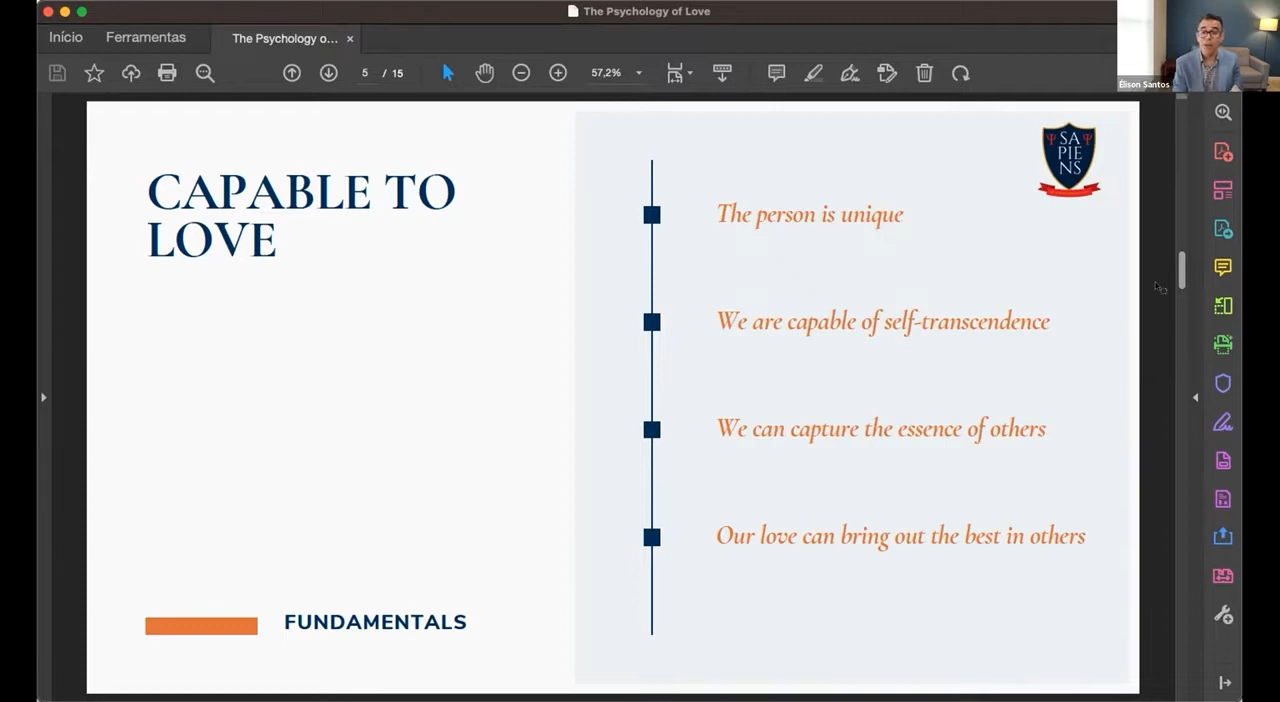 The Psychology of Love
Início
Ferramentas
The Psychology o... ×
5 / 15
57,2%
Élison Santos
CAPABLE TO
LOVE
SA
PIE
NS
The person is unique
We are capable of self-transcendence
We can capture the essence of others
Our love can bring out the best in others
FUNDAMENTALS